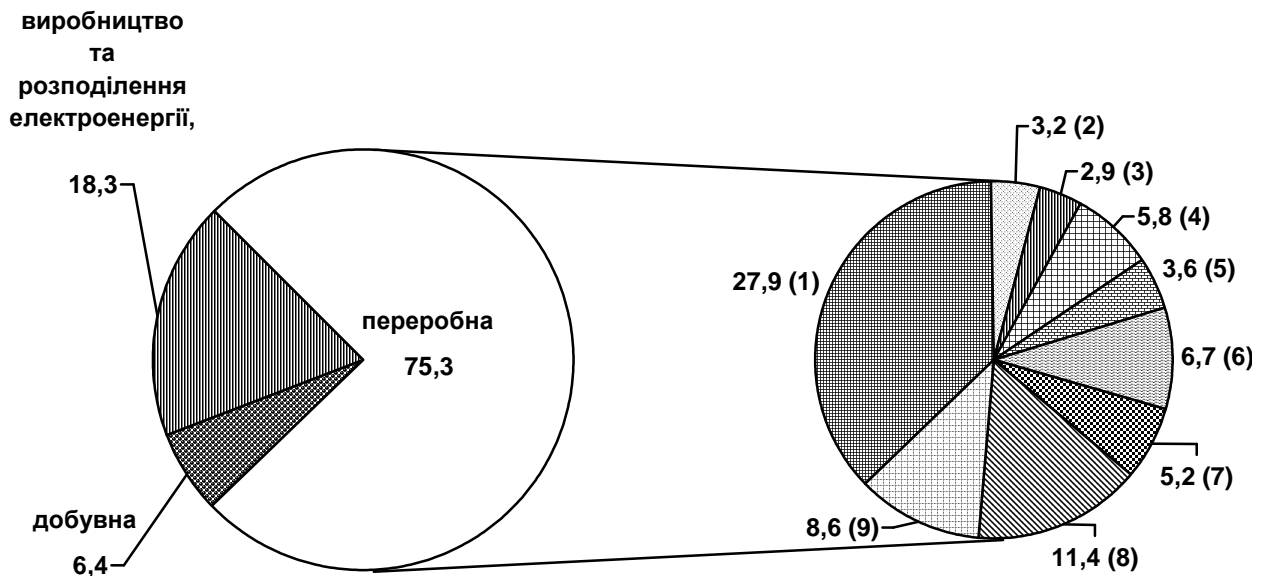 виробництво
та
розподілення
електроенергії,
18,3
переробна
75,3
добувна
6,4
3,2 (2)
2,9 (3)
5,8 (4)
3,6 (5)
6,7 (6)
5,2 (7)
11,4 (8)
8,6 (9)
27,9 (1)